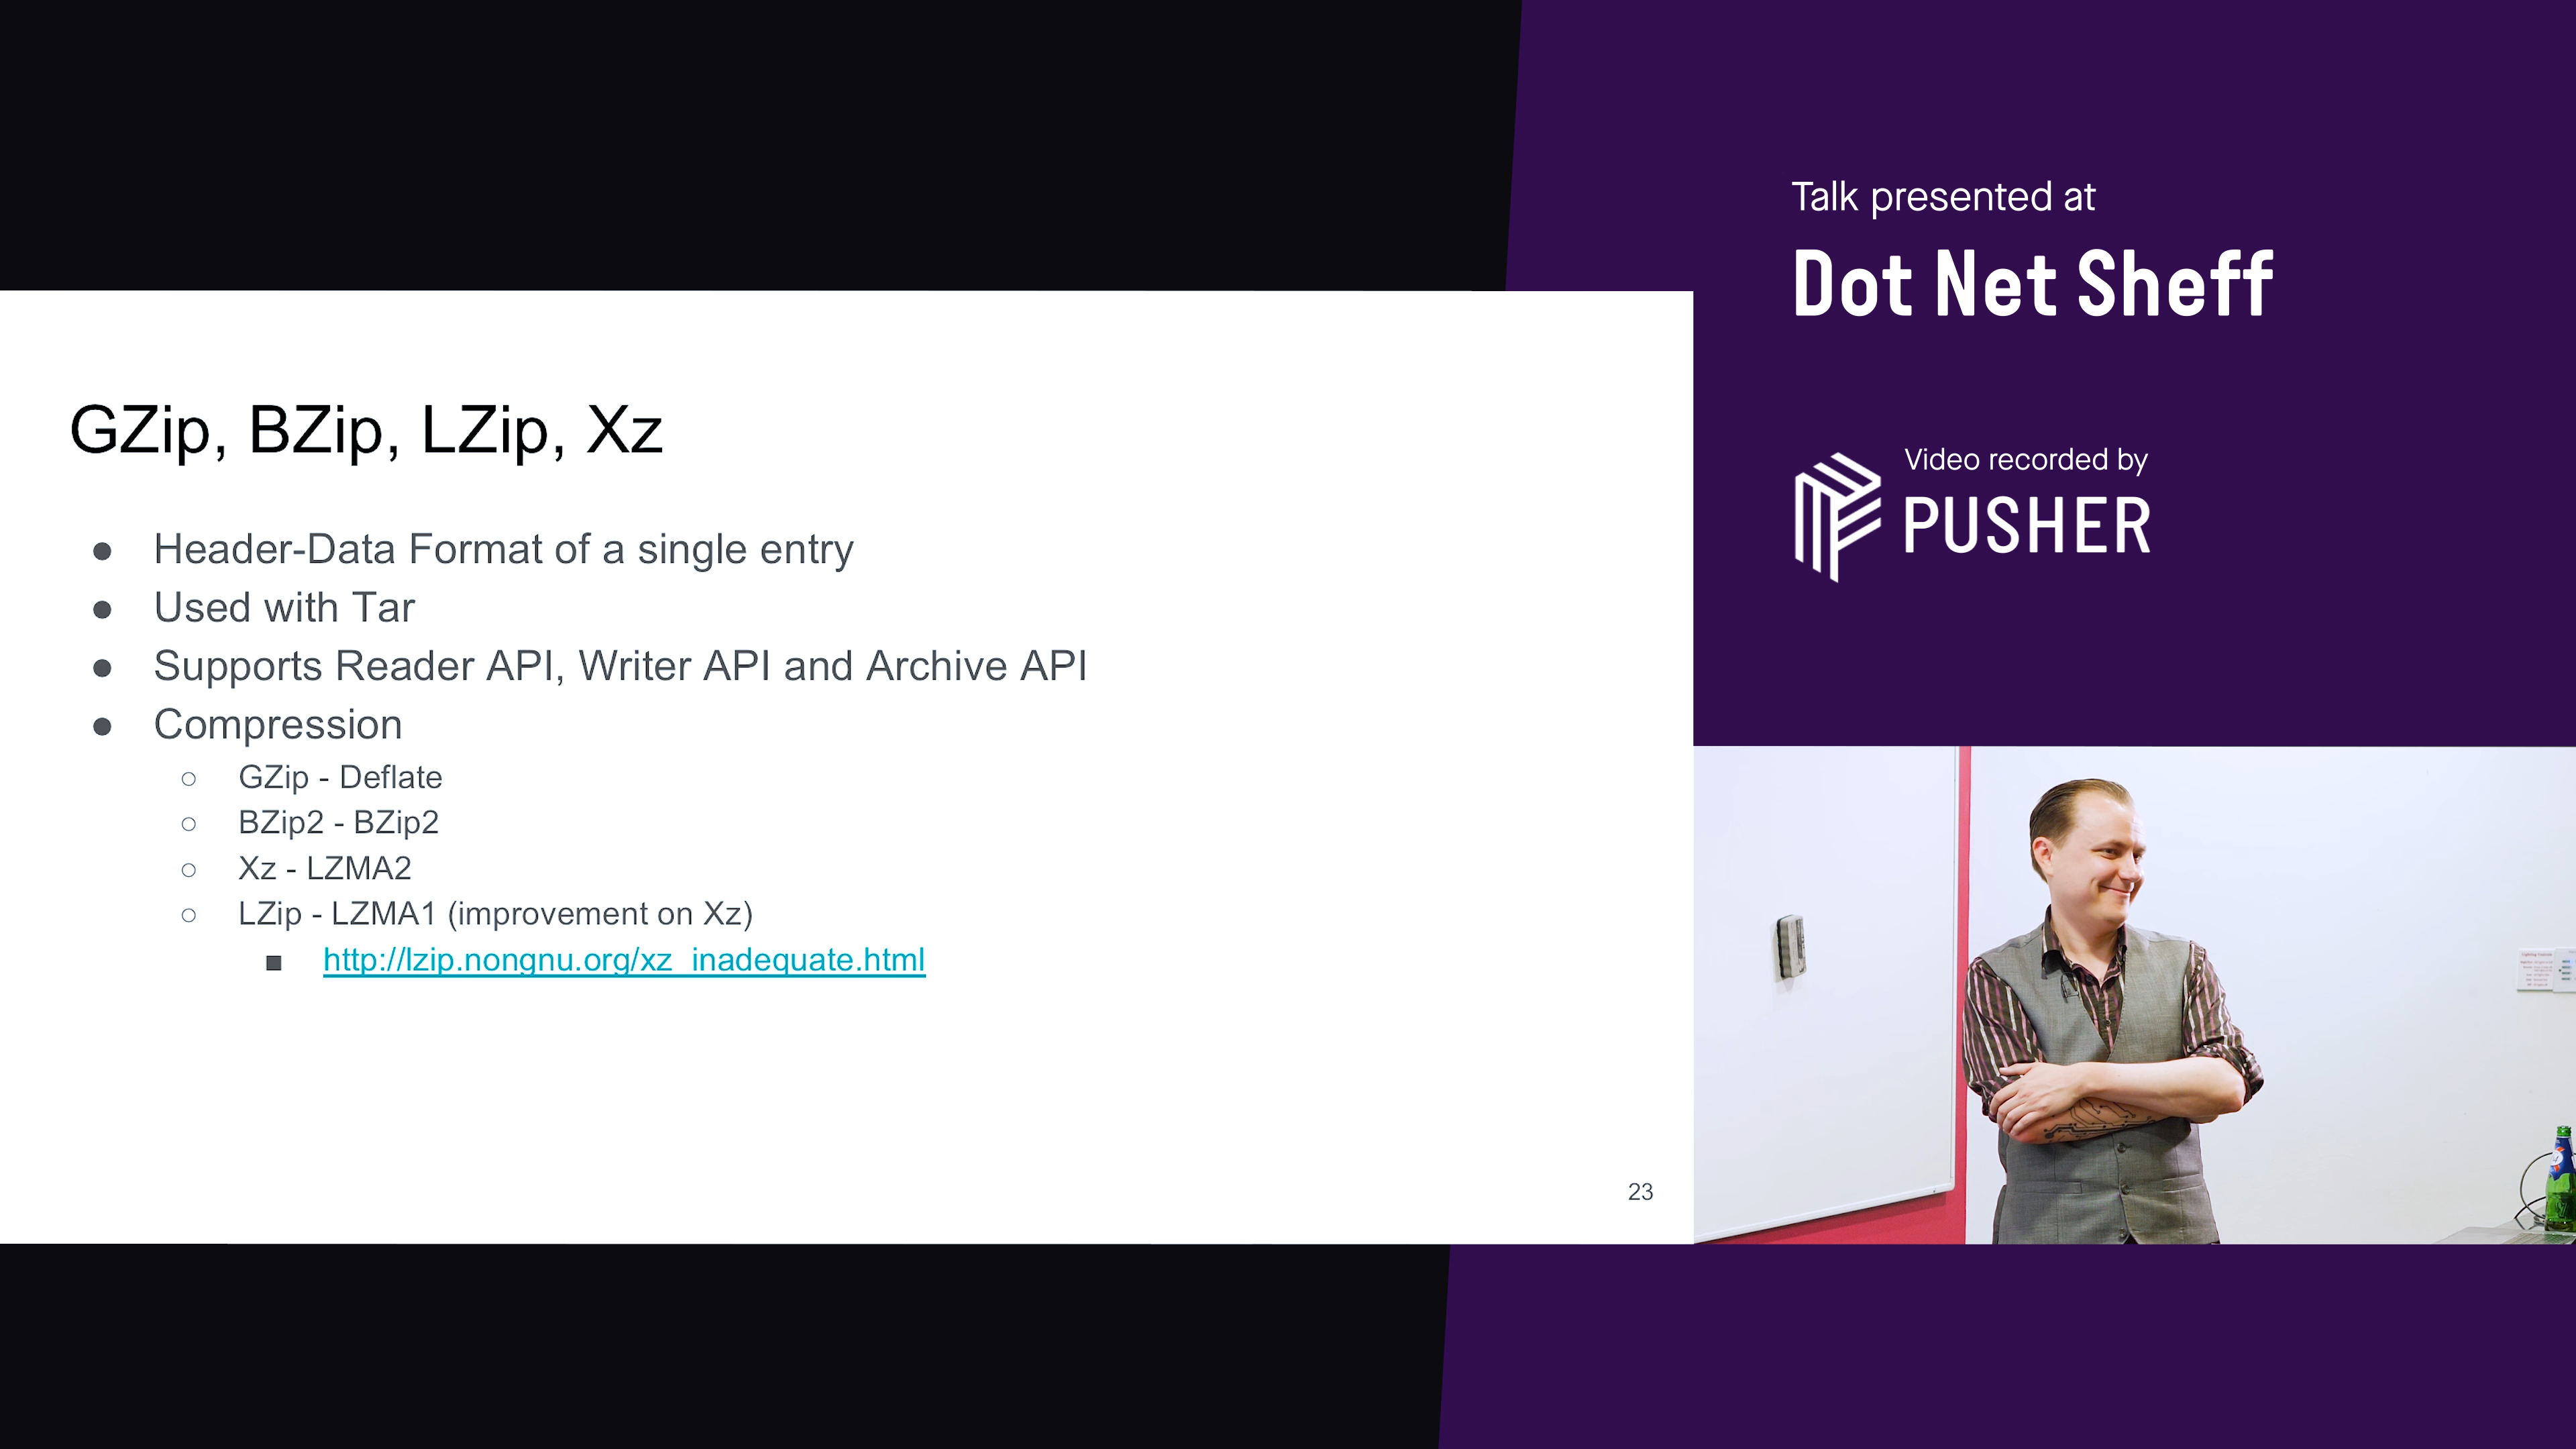 GZip, BZip, LZip, Xz
● Header-Data Format of a single entry
● Used with Tar
● Supports Reader API, Writer API and Archive API
● Compression
○ GZip - Deflate
○ BZip2 - BZip2
○ Xz - LZMA2
○ LZip - LZMA1 (improvement on Xz)
■ http://lzip.nongnu.org/xz_inadequate.html
23
Talk presented at
Dot Net Sheff
Video recorded by
PUSHER